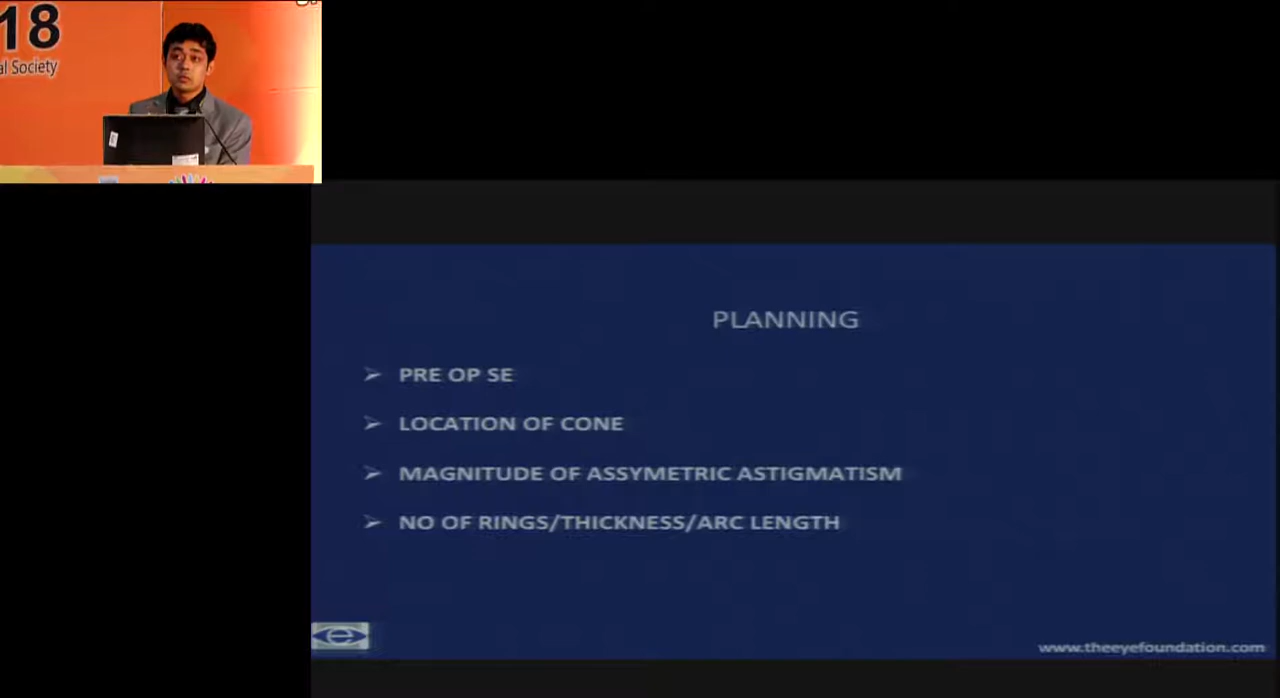 18
al Society
PLANNING
➢ PRE OP SE
➢ LOCATION OF CONE
➢ MAGNITUDE OF ASSYMETRIC ASTIGMATISM
➢ NO OF RINGS/THICKNESS/ARC LENGTH
e
www.theeyefoundation.com